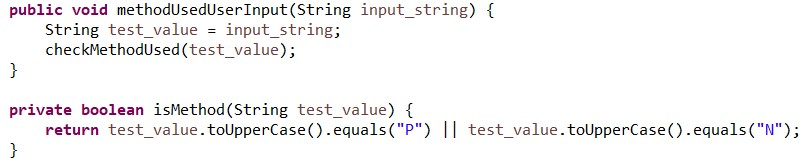 public void methodUsedUserInput(String input_string) {
    String test_value = input_string;
    checkMethodUsed(test_value);
}

private boolean isMethod(String test_value) {
    return test_value.toUpperCase().equals("P") || test_value.toUpperCase().equals("N");
}